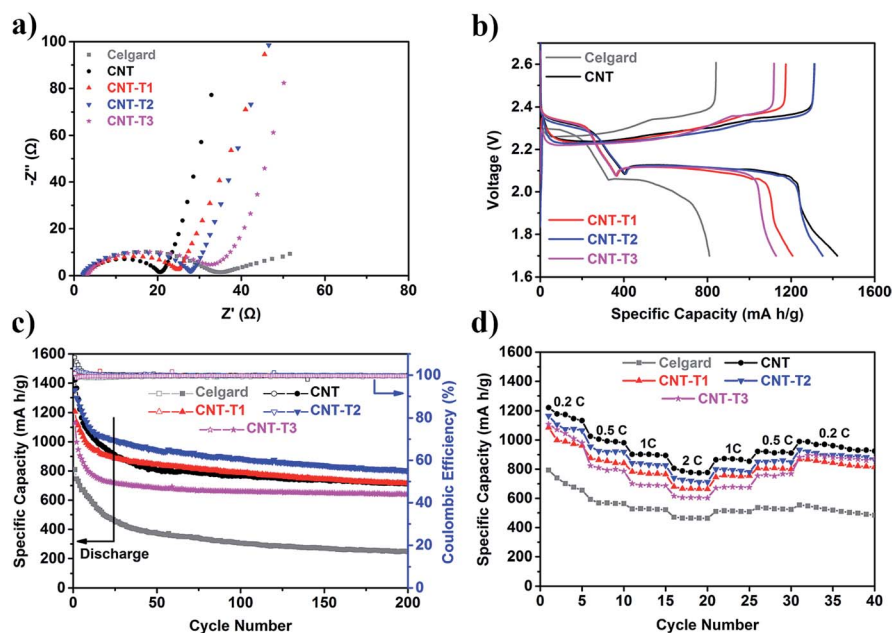 a)
100
80
60
40
20
0
-Z'' (Ω)
Celgard
CNT
CNT-T1
CNT-T2
CNT-T3
0 20 40 60 80
Z' (Ω)
b)
2.6
2.4
2.2
2.0
1.8
1.6
Voltage (V)
Celgard
CNT
CNT-T1
CNT-T2
CNT-T3
0 400 800 1200 1600
Specific Capacity (mA h/g)
c)
1600
1400
1200
1000
800
600
400
200
0
Specific Capacity (mA h/g)
Celgard CNT
CNT-T1 CNT-T2
CNT-T3
Discharge
100
80
60
40
20
0
Coulombic Efficiency (%)
0 50 100 150 200
Cycle Number
d)
1600
1400
1200
1000
800
600
400
200
0
Specific Capacity (mA h/g)
Celgard CNT
CNT-T1 CNT-T2
CNT-T3
0.2 C
0.5 C
1C
2 C
1C
0.5 C
0.2 C
0 10 20 30 40
Cycle Number